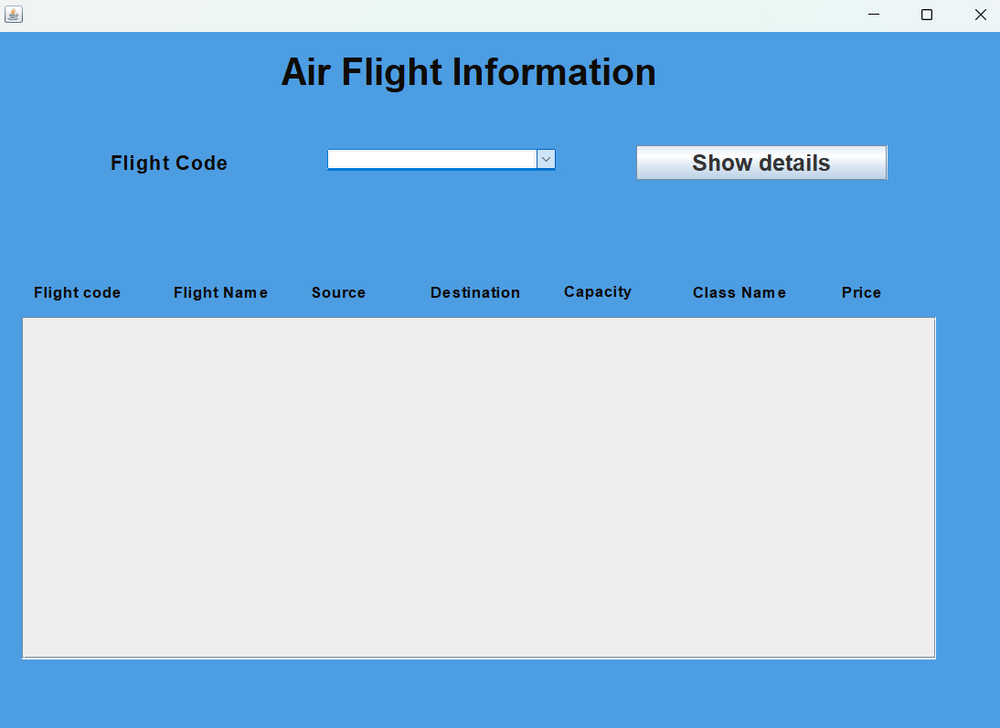 Air Flight Information
Flight Code
Show details
Flight code Flight Name Source Destination Capacity Class Name Price